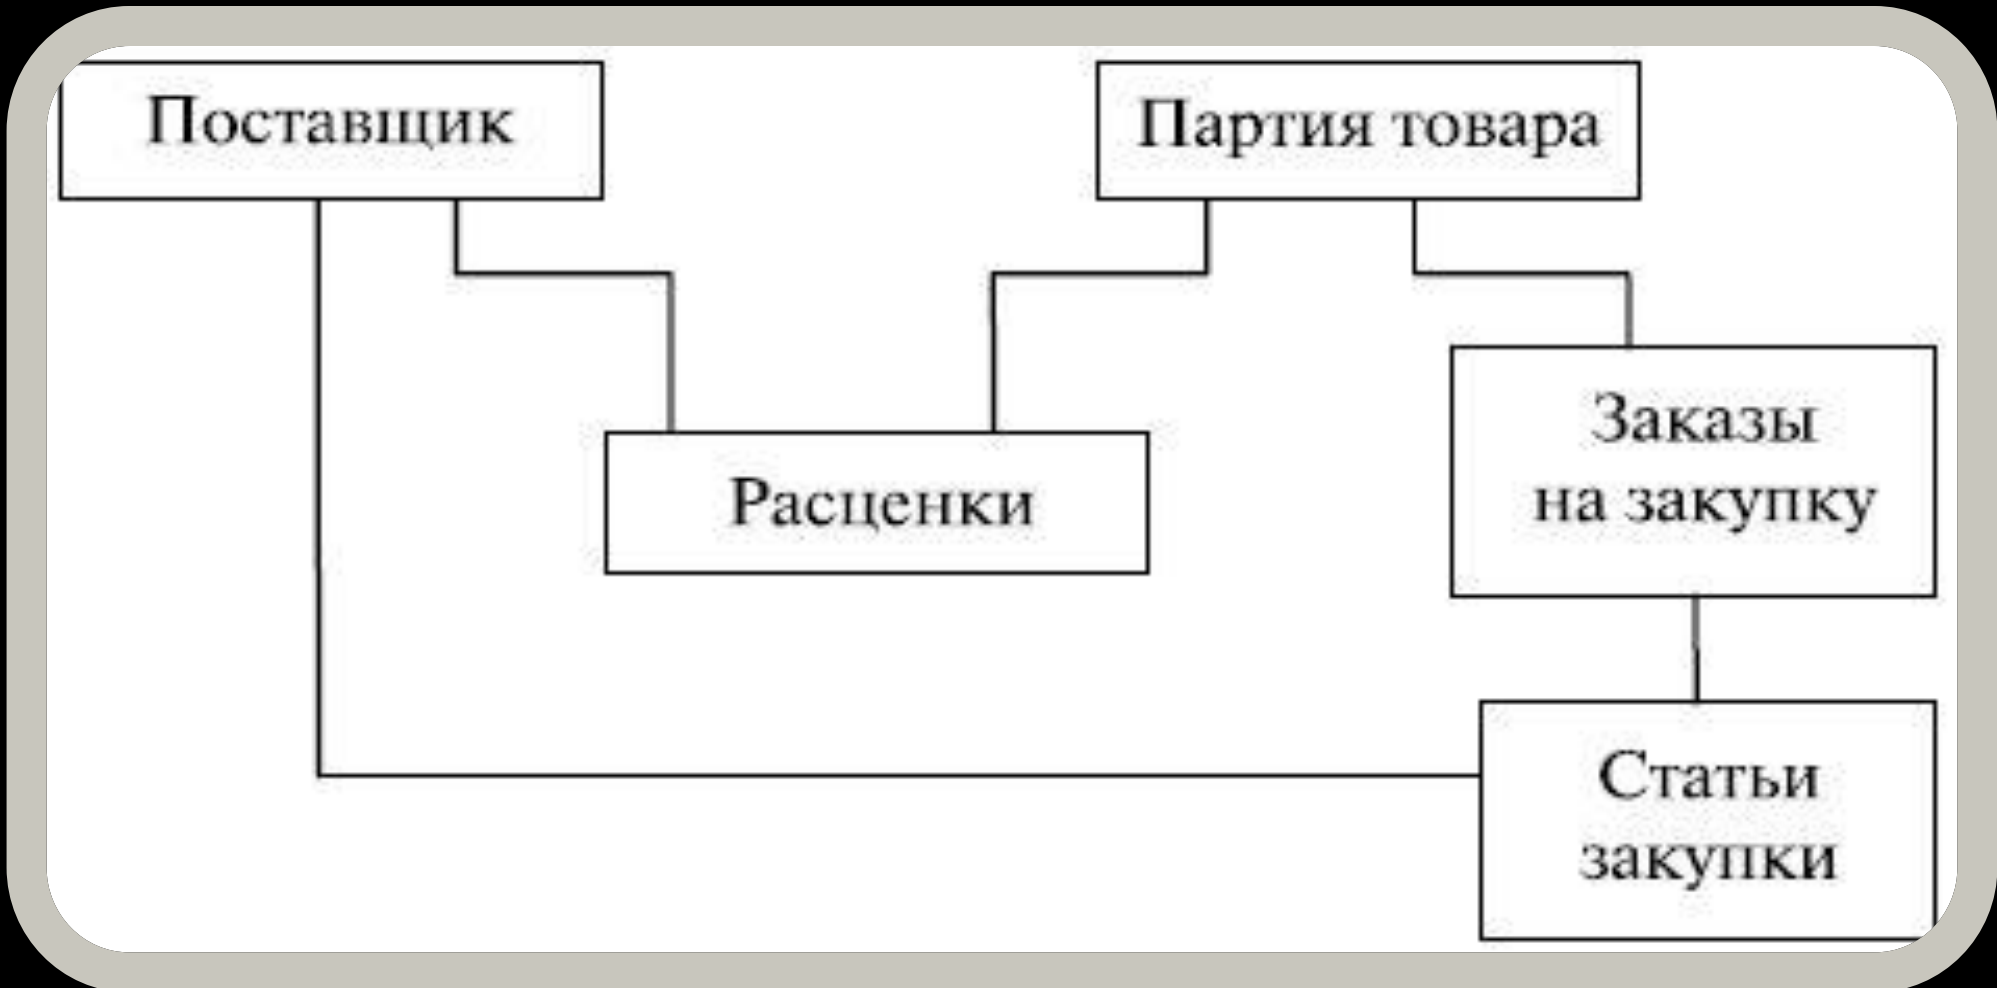 Поставщик
Партия товара
Расценки
Заказы
на закупку
Статьи
закупки